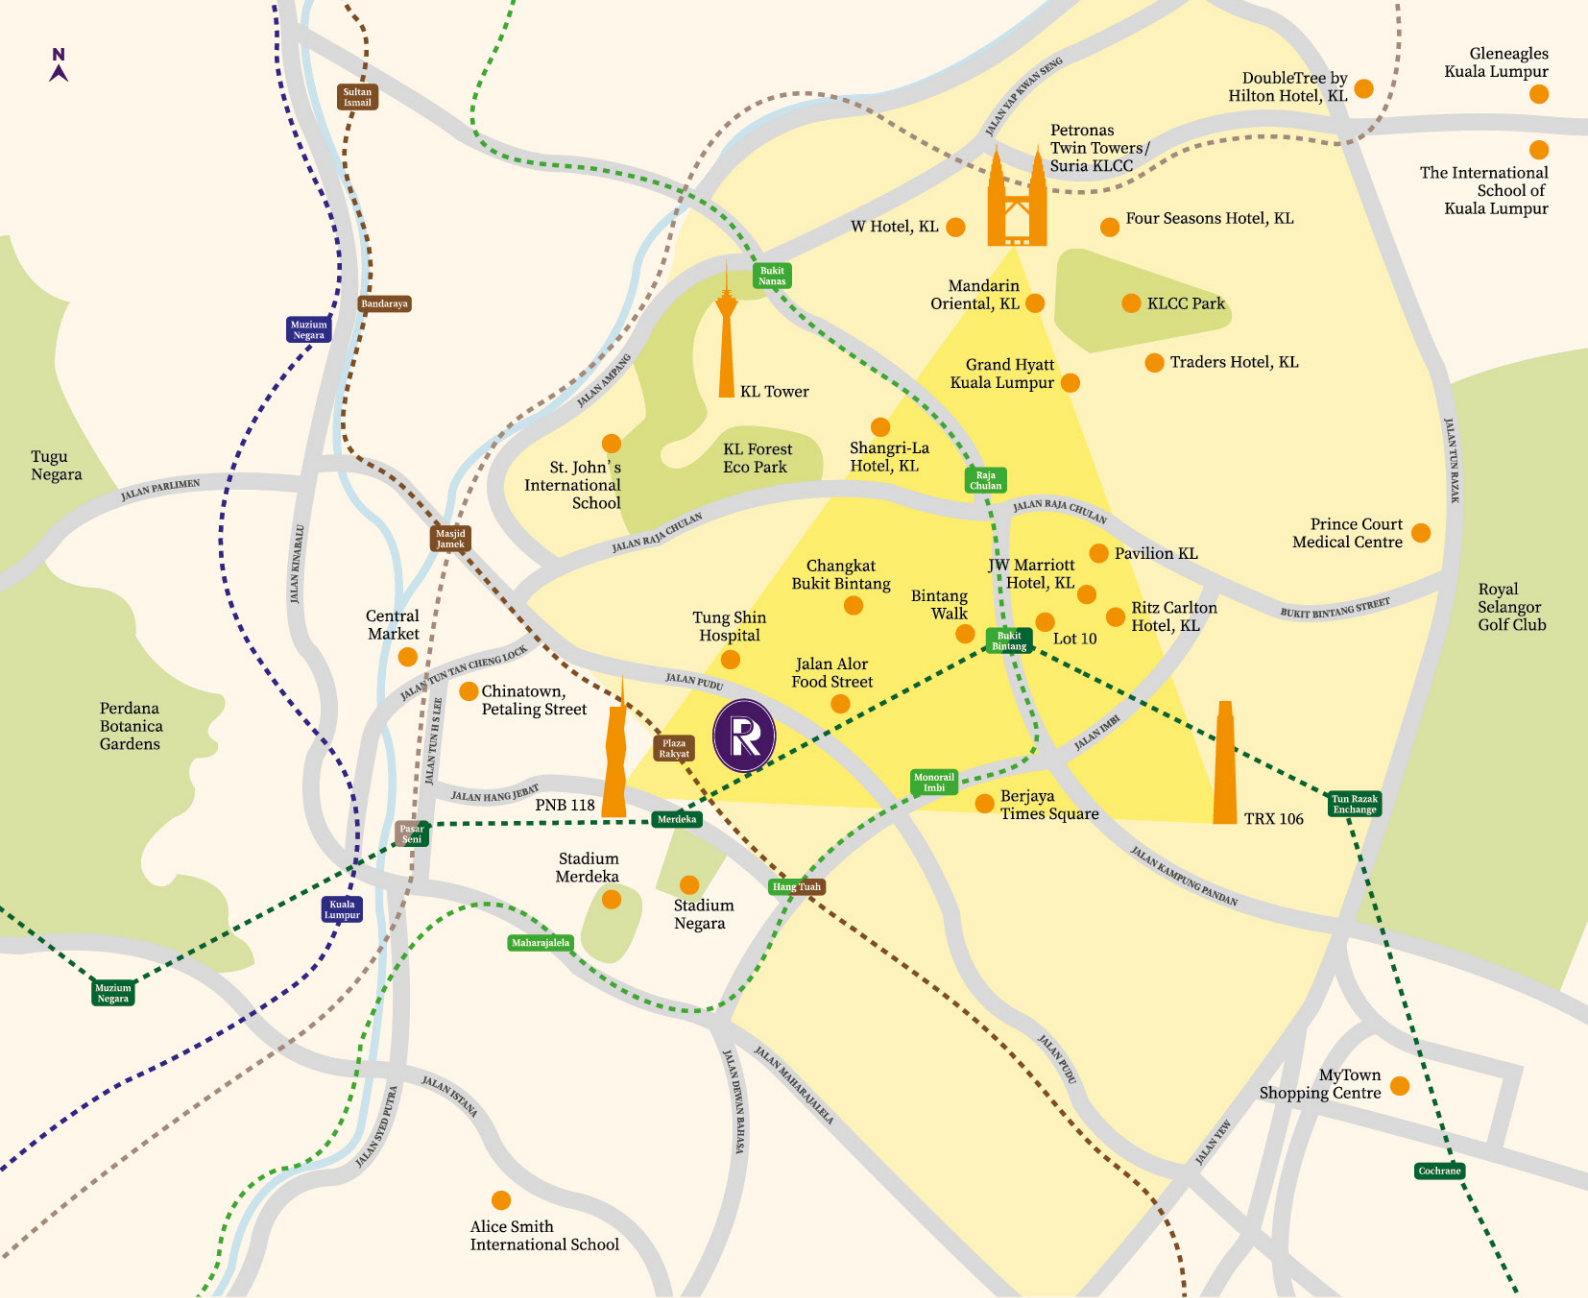 N
Sultan
Ismail
DoubleTree by
Hilton Hotel, KL
Gleneagles
Kuala Lumpur
JALAN YAP KWAN SENG
Petronas
Twin Towers/
Suria KLCC
The International
School of
Kuala Lumpur
W Hotel, KL
Four Seasons Hotel, KL
Bukit
Nanas
Bandaraya
Muzium
Negara
Mandarin
Oriental, KL
KLCC Park
Traders Hotel, KL
Grand Hyatt
Kuala Lumpur
JALAN AMPANG
KL Tower
Tugu
Negara
JALAN PARLIMEN
St. John's
International
School
KL Forest
Eco Park
Shangri-La
Hotel, KL
Raja
Chulan
JALAN TUN RAZAK
JALAN RAJA CHULAN
JALAN RAJA CHULAN
Masjid
Jamek
JALAN KINABALU
Prince Court
Medical Centre
Pavilion KL
Changkat
Bukit Bintang
JW Marriott
Hotel, KL
Bintang
Walk
Ritz Carlton
Hotel, KL
BUKIT BINTANG STREET
Royal
Selangor
Golf Club
Central
Market
Tung Shin
Hospital
Bukit
Bintang
Lot 10
JALAN TUN TAN CHENG LOCK
Jalan Alor
Food Street
JALAN PUDU
Chinatown,
Petaling Street
Perdana
Botanica
Gardens
JALAN TUN H S LEE
Plaza
Rakyat
R
JALAN IMBI
Monorail
Imbi
JALAN HANG JEBAT
PNB 118
Berjaya
Times Square
TRX 106
Tun Razak
Enchange
Pasar
Seni
Merdeka
Stadium
Merdeka
Hang Tuah
JALAN KAMPUNG PANDAN
Kuala
Lumpur
Stadium
Negara
Maharajalela
Muzium
Negara
JALAN PUDU
JALAN DEWAN BAHASA
JALAN MAHARAJALELA
MyTown
Shopping Centre
JALAN ISTANA
JALAN SYED PUTRA
JALAN YEW
Cochrane
Alice Smith
International School